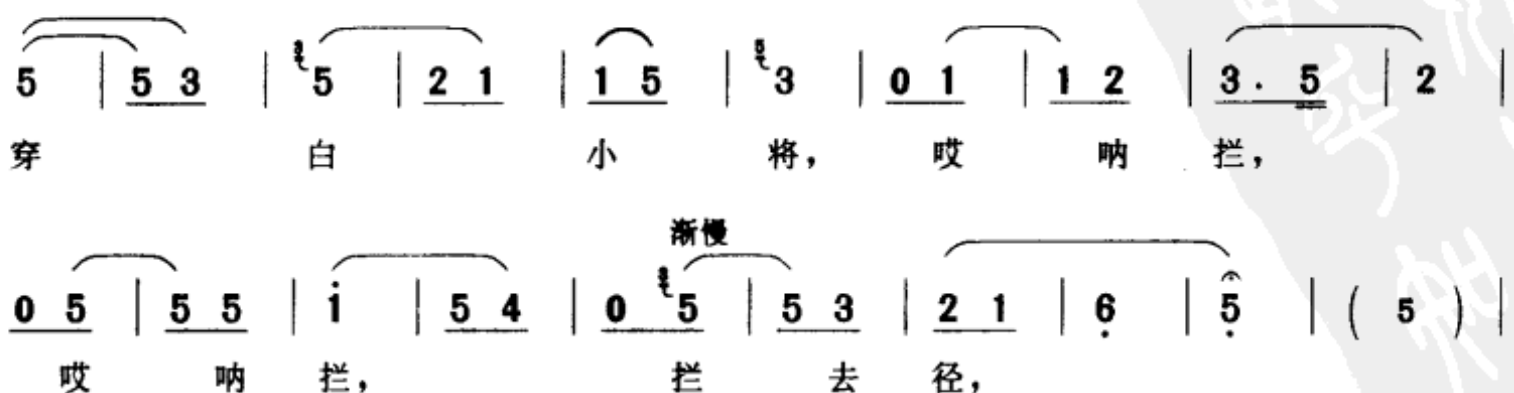 5 | 5 3 | 5 | 2 1 | 1 5 | 3 | 0 1 | 1 2 | 3 . 5 | 2 |
穿 白 小 将， 哎 呐 拦，
渐慢
0 5 | 5 5 | 1 | 5 4 | 0 5 | 5 3 | 2 1 | 6 | 5 | ( 5 ) |
哎 呐 拦， 拦 去 径，